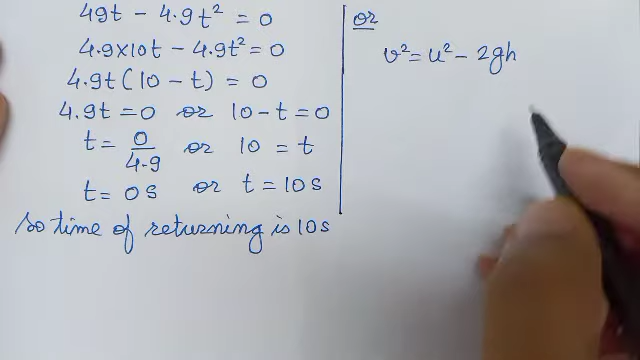 49t - 4.9t² = 0
4.9×10t - 4.9t² = 0
4.9t(10 - t) = 0
4.9t = 0 or 10 - t = 0
t = 0/4.9 or 10 = t
t = 0s or t = 10s
So time of returning is 10s
or
v² = u² - 2gh